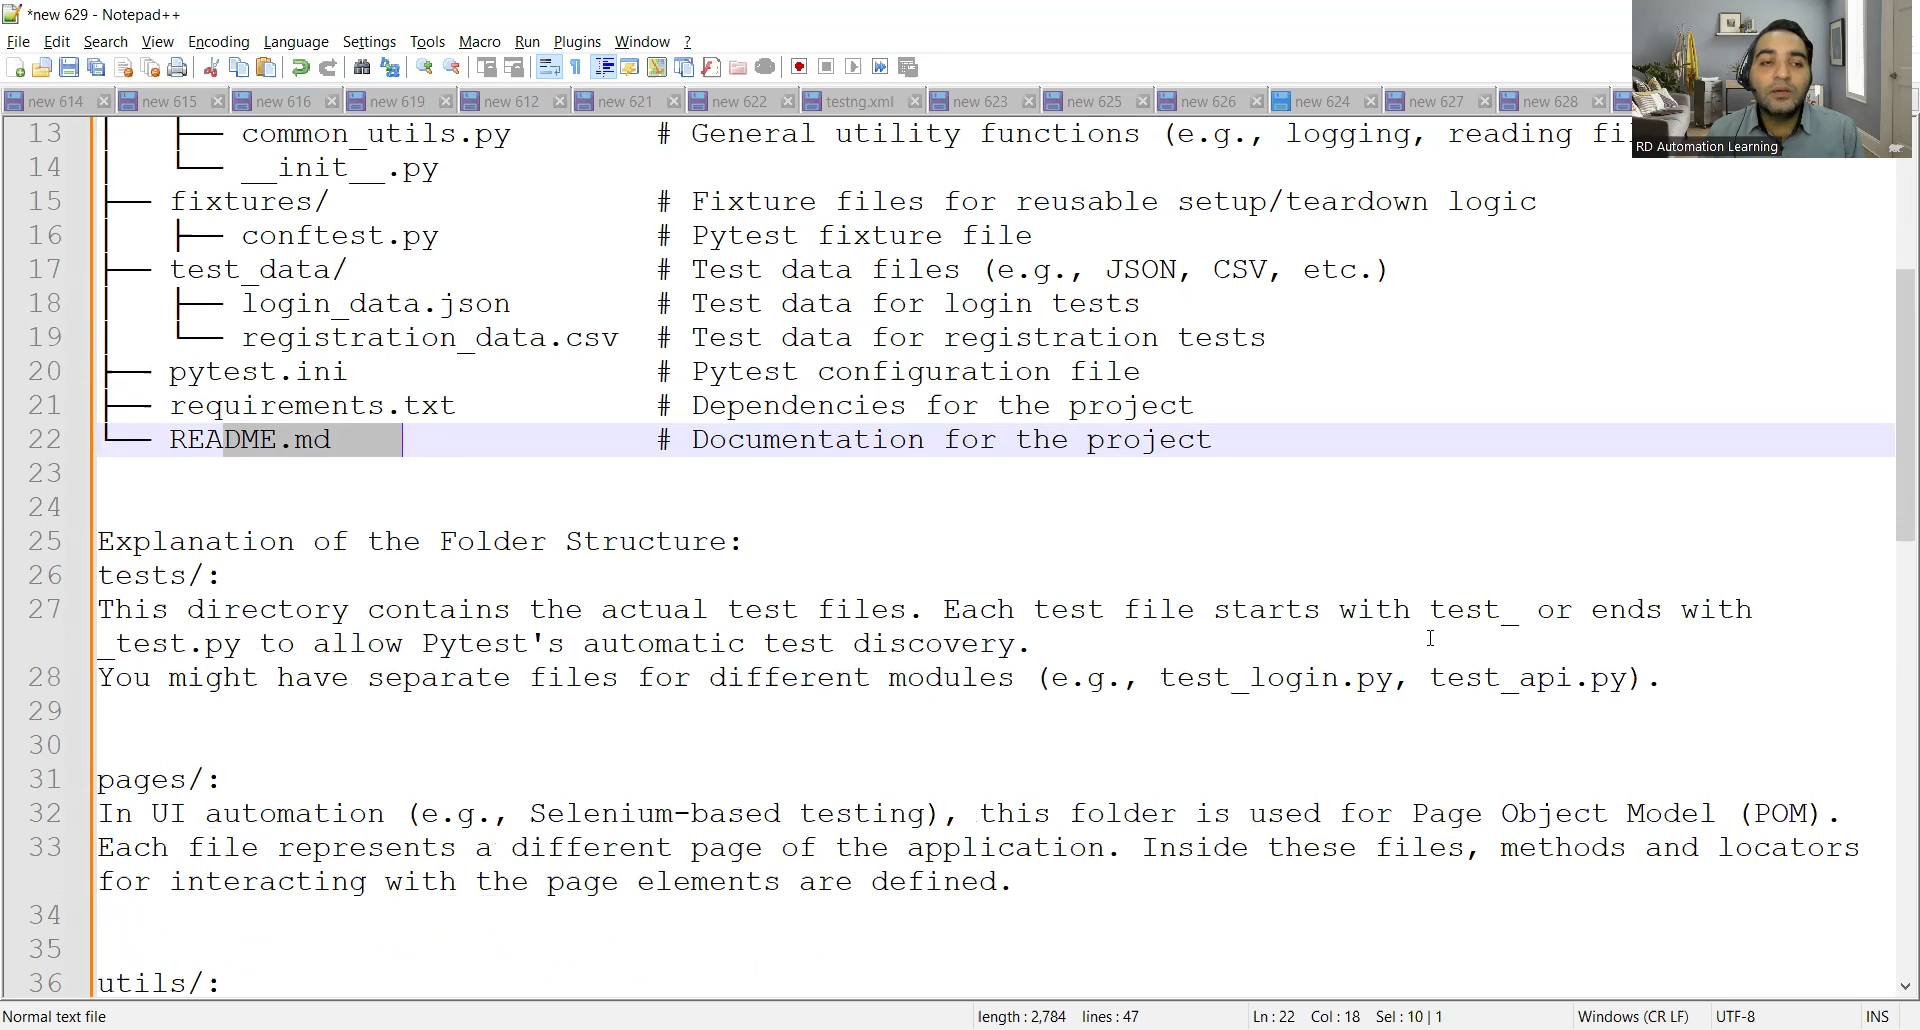 *new 629 - Notepad++
File Edit Search View Encoding Language Settings Tools Macro Run Plugins Window ?
new 614 new 615 new 616 new 619 new 612 new 621 new 622 testng.xml new 623 new 625 new 626 new 624 new 627 new 628
RD Automation Learning
13 │ ├── common_utils.py # General utility functions (e.g., logging, reading
14 │ └── __init__.py
15 ├── fixtures/ # Fixture files for reusable setup/teardown logic
16 │ ├── conftest.py # Pytest fixture file
17 ├── test_data/ # Test data files (e.g., JSON, CSV, etc.)
18 │ ├── login_data.json # Test data for login tests
19 │ └── registration_data.csv # Test data for registration tests
20 ├── pytest.ini # Pytest configuration file
21 ├── requirements.txt # Dependencies for the project
22 └── README.md # Documentation for the project
23
24
25 Explanation of the Folder Structure:
26 tests/:
27 This directory contains the actual test files. Each test file starts with test_ or ends with
_test.py to allow Pytest's automatic test discovery.
28 You might have separate files for different modules (e.g., test_login.py, test_api.py).
29
30
31 pages/:
32 In UI automation (e.g., Selenium-based testing), this folder is used for Page Object Model (POM).
33 Each file represents a different page of the application. Inside these files, methods and locators
for interacting with the page elements are defined.
34
35
36 utils/:
Normal text file length : 2,784 lines : 47 Ln : 22 Col : 18 Sel : 10 | 1 Windows (CR LF) UTF-8 INS